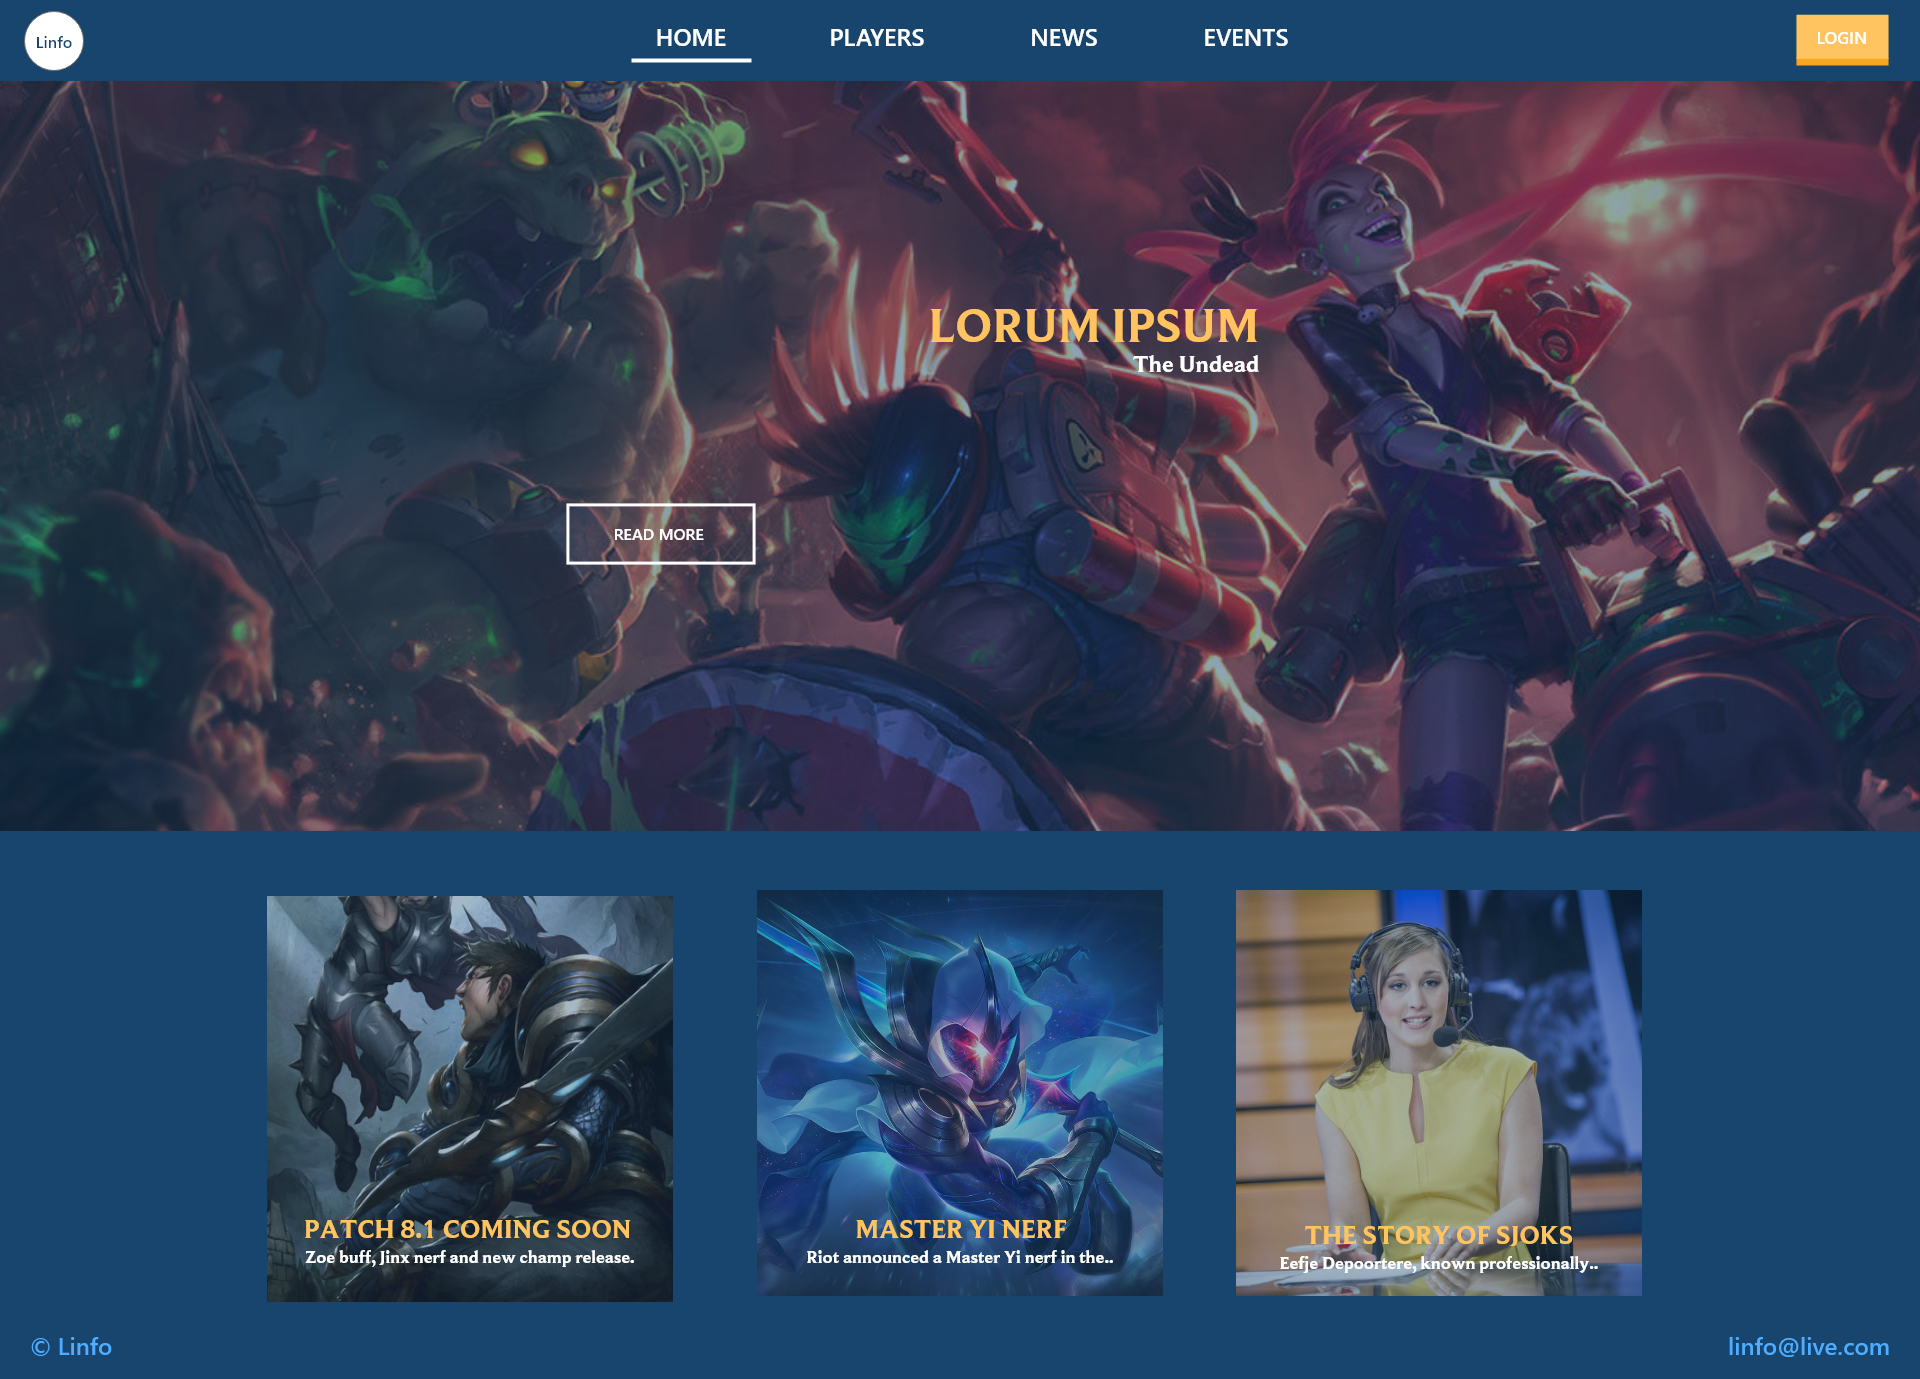 Linfo
HOME
PLAYERS
NEWS
EVENTS
LOGIN
LORUM IPSUM
The Undead
READ MORE
PATCH 8.1 COMING SOON
Zoe buff, Jinx nerf and new champ release.
MASTER YI NERF
Riot announced a Master Yi nerf in the..
THE STORY OF SJOKS
Eefje Depoortere, known professionally..
© Linfo
linfo@live.com